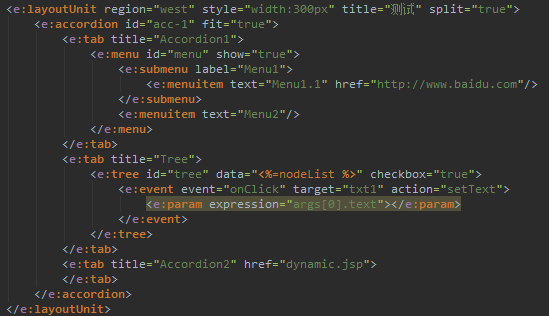 <e:layoutUnit region="west" style="width:300px" title="测试" split="true">
<e:accordion id="acc-1" fit="true">
<e:tab title="Accordion1">
<e:menu id="menu" show="true">
<e:submenu label="Menu1">
<e:menuitem text="Menu1.1" href="http://www.baidu.com"/>
</e:submenu>
<e:menuitem text="Menu2"/>
</e:menu>
</e:tab>
<e:tab title="Tree">
<e:tree id="tree" data="<%=nodeList %>" checkbox="true">
<e:event event="onClick" target="txt1" action="setText">
<e:param expression="args[0].text"></e:param>
</e:event>
</e:tree>
</e:tab>
<e:tab title="Accordion2" href="dynamic.jsp">
</e:tab>
</e:accordion>
</e:layoutUnit>